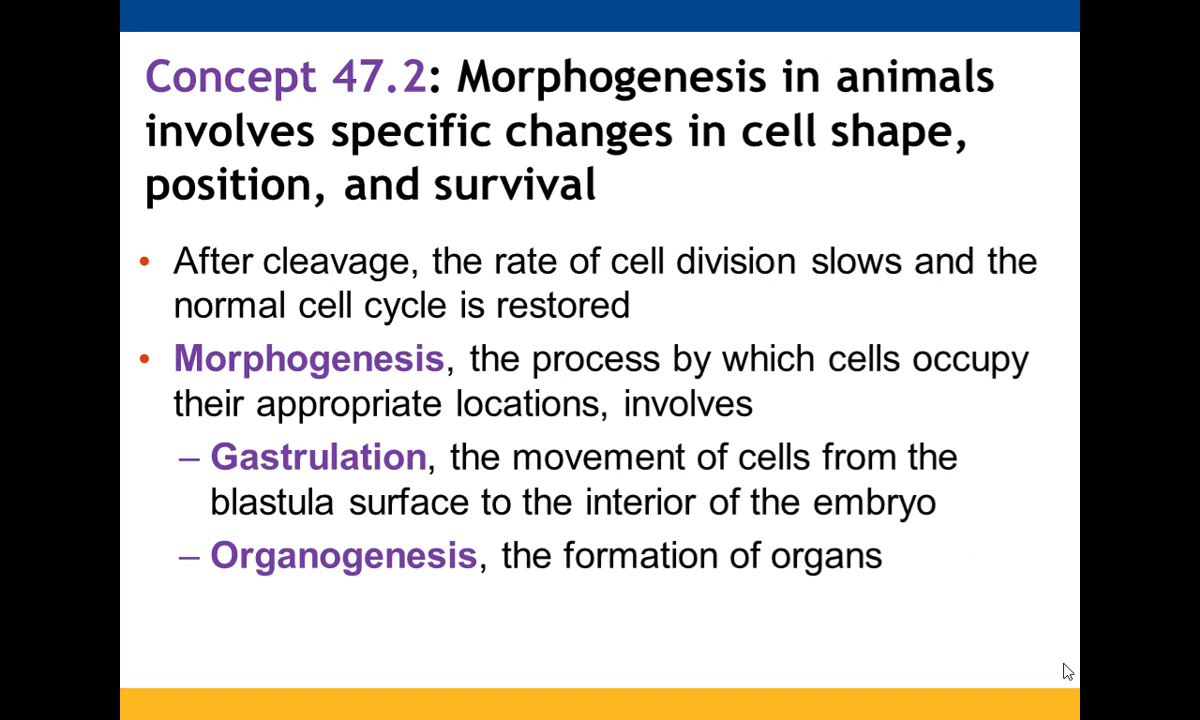 Concept 47.2: Morphogenesis in animals
involves specific changes in cell shape,
position, and survival
• After cleavage, the rate of cell division slows and the
normal cell cycle is restored
• Morphogenesis, the process by which cells occupy
their appropriate locations, involves
– Gastrulation, the movement of cells from the
blastula surface to the interior of the embryo
– Organogenesis, the formation of organs